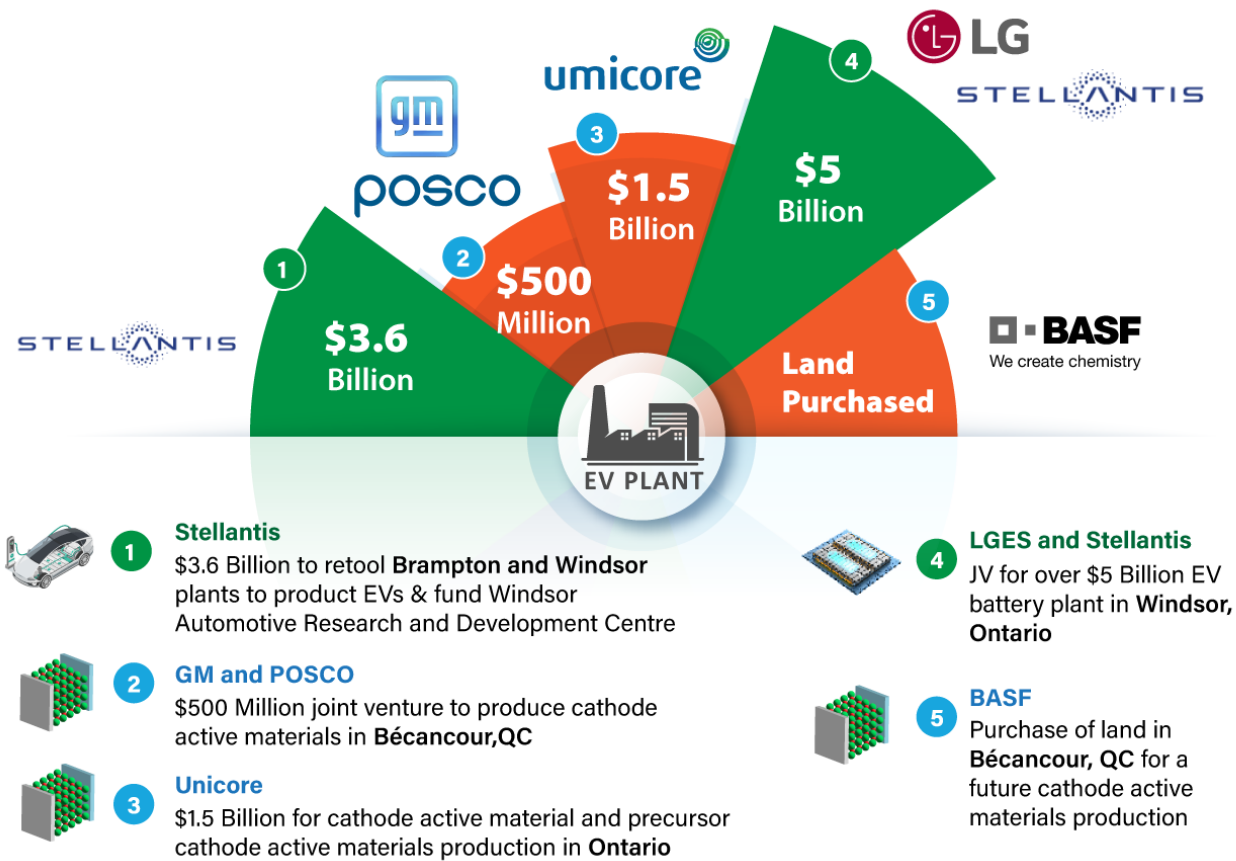 LG
STELLANTIS
umicore
gm
posco
4
3
2
1
5
$5
Billion
$1.5
Billion
$500
Million
$3.6
Billion
STELLANTIS
Land
Purchased
BASF
We create chemistry
EV PLANT
1
Stellantis
$3.6 Billion to retool Brampton and Windsor
plants to product EVs & fund Windsor
Automotive Research and Development Centre
2
GM and POSCO
$500 Million joint venture to produce cathode
active materials in Bécancour,QC
3
Unicore
$1.5 Billion for cathode active material and precursor
cathode active materials production in Ontario
4
LGES and Stellantis
JV for over $5 Billion EV
battery plant in Windsor,
Ontario
5
BASF
Purchase of land in
Bécancour, QC for a
future cathode active
materials production